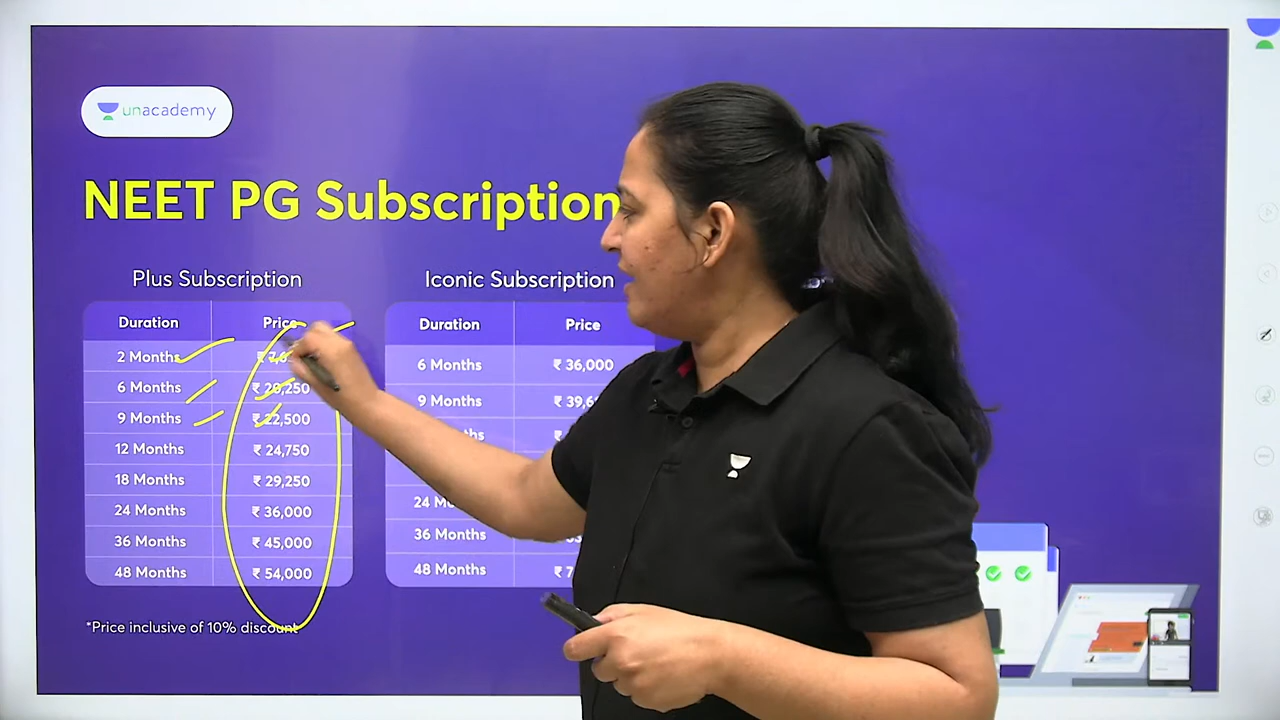 unacademy
NEET PG Subscription
Plus Subscription
Duration Price
2 Months
6 Months ₹ 20,250
9 Months ₹ 22,500
12 Months ₹ 24,750
18 Months ₹ 29,250
24 Months ₹ 36,000
36 Months ₹ 45,000
48 Months ₹ 54,000
*Price inclusive of 10% discount
Iconic Subscription
Duration Price
6 Months ₹ 36,000
9 Months
24
36 Months
48 Months